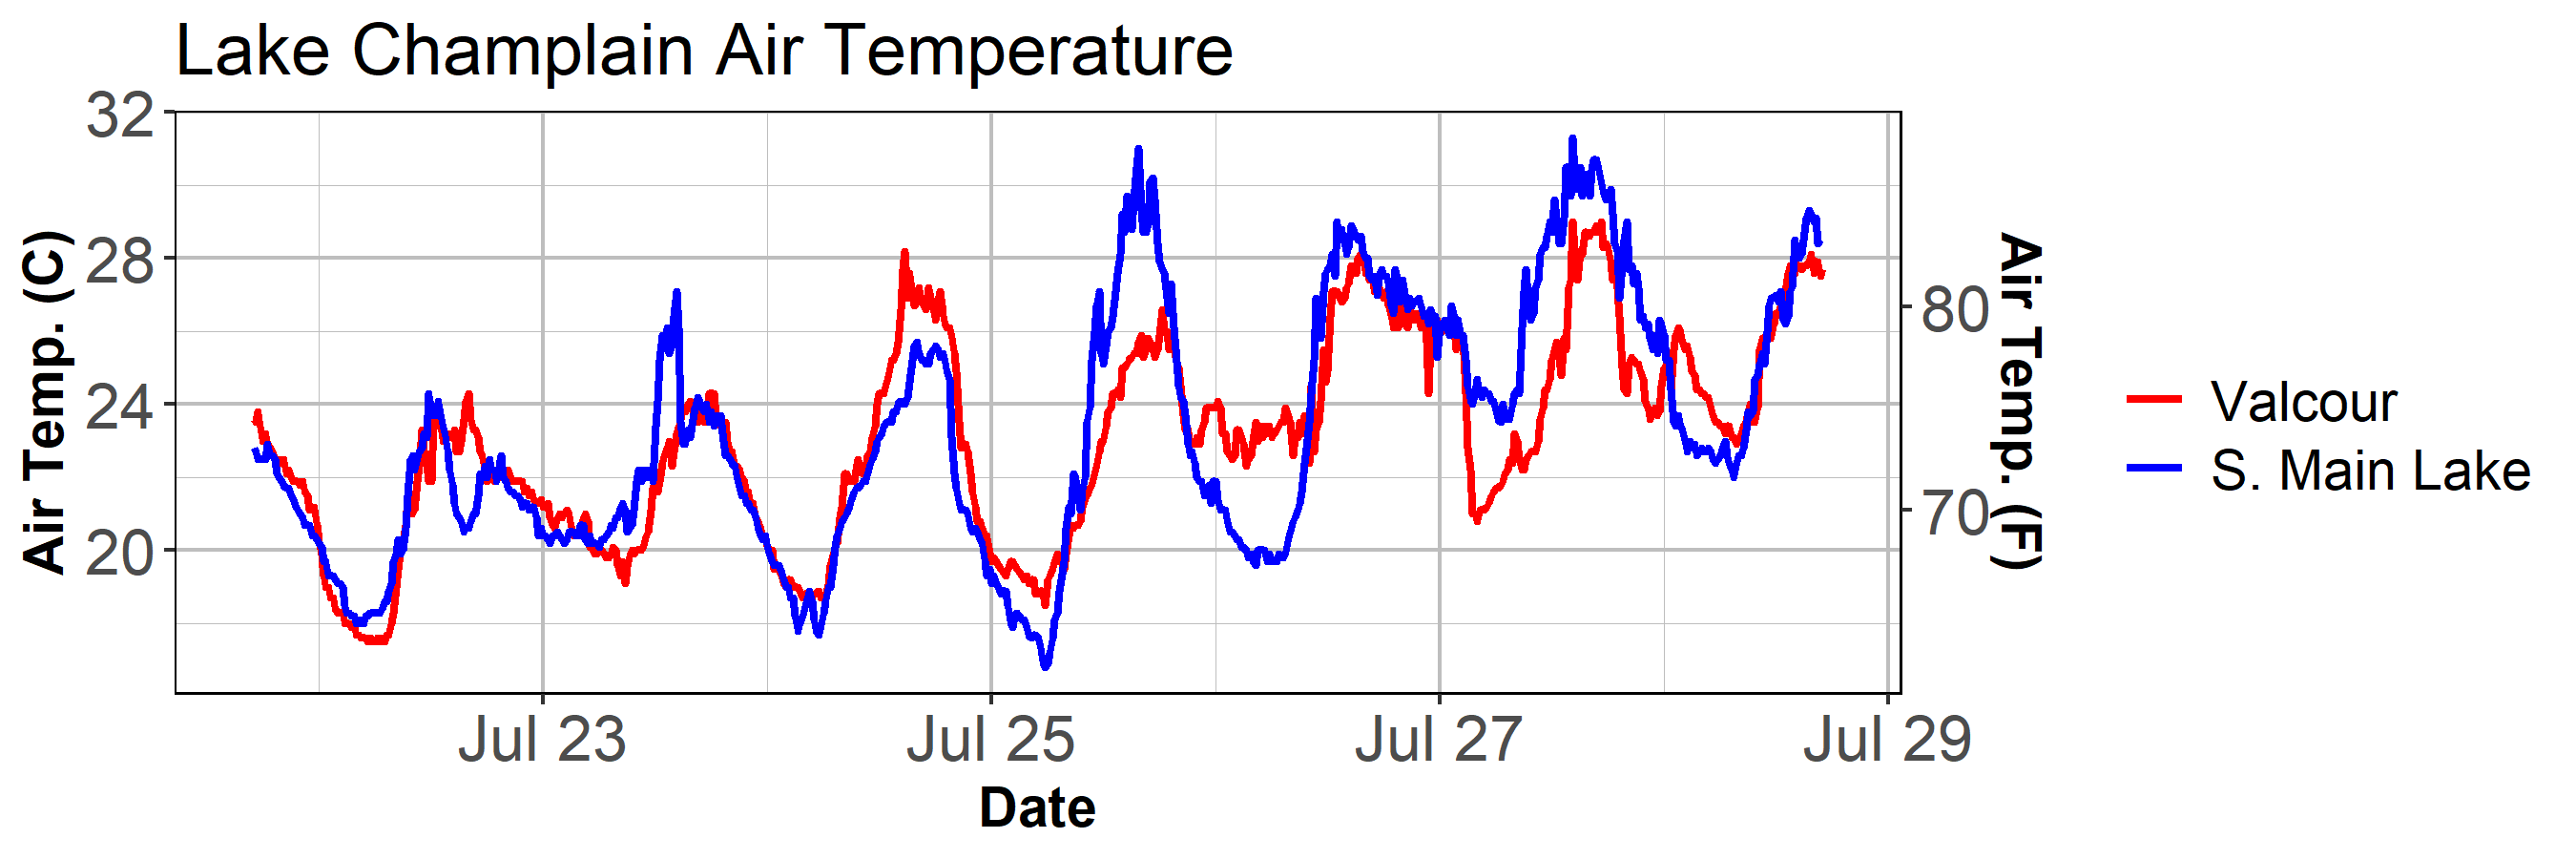 Lake Champlain Air Temperature
Air Temp. (C)
32
28
24
20
Air Temp. (F)
80
70
Jul 23
Jul 25
Jul 27
Jul 29
Date
Valcour
S. Main Lake